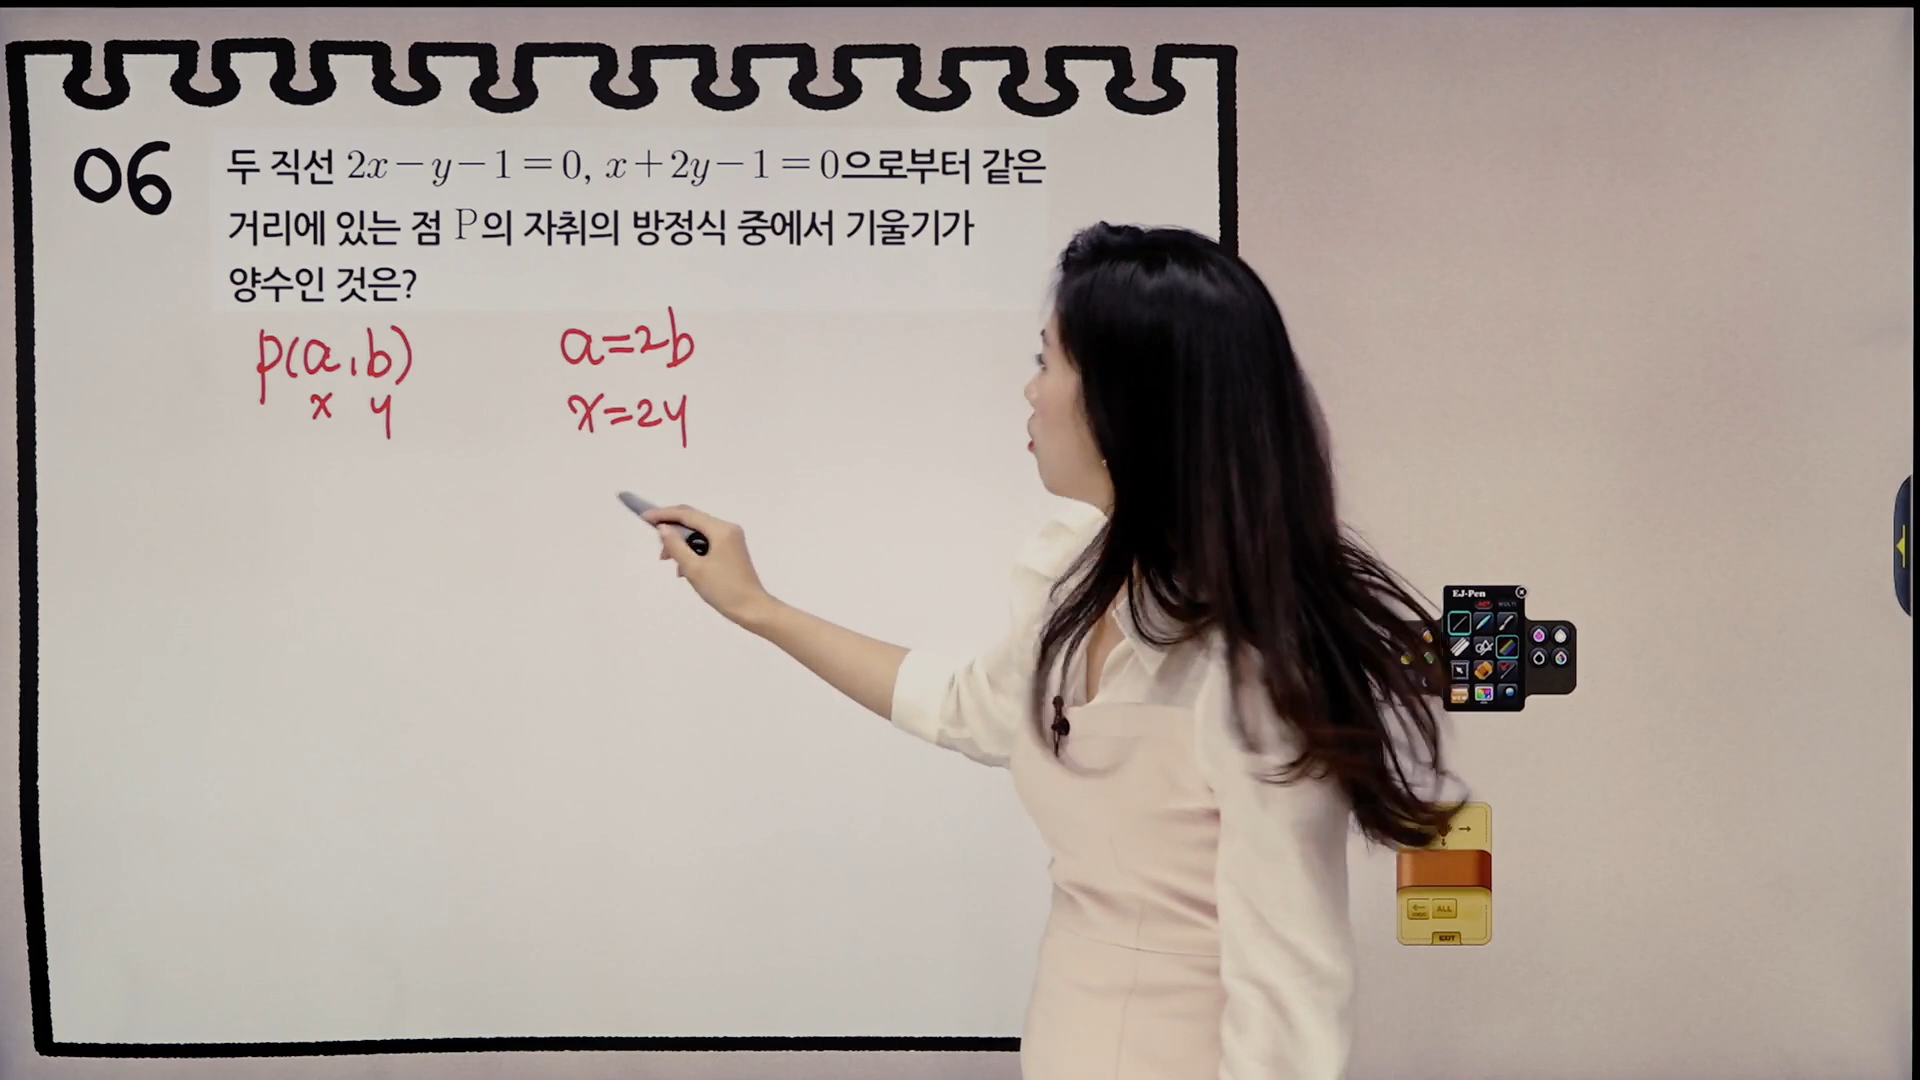 06
두 직선 2x-y-1=0, x+2y-1=0으로부터 같은
거리에 있는 점 P의 자취의 방정식 중에서 기울기가
양수인 것은?
P(a,b)
x y
a=2b
x=2y
EJ-Pen
ALL
EXIT